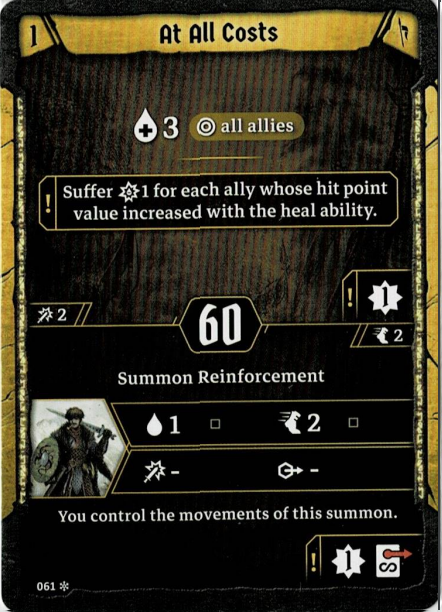 1
At All Costs
3 all allies
Suffer 1 for each ally whose hit point
value increased with the heal ability.
! 
! 1
2
60
2
Summon Reinforcement
1 2
- -
You control the movements of this summon.
! 1 S
061